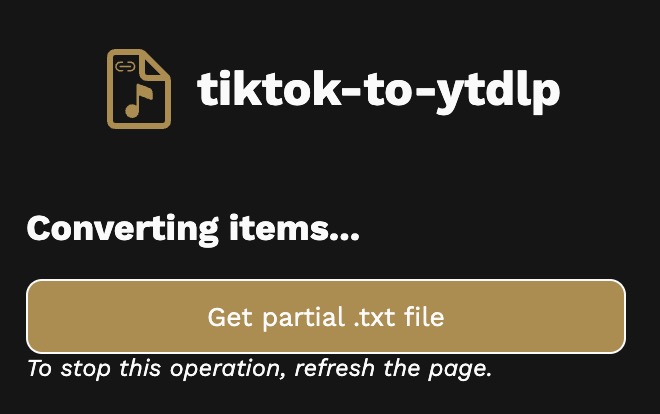 tiktok-to-ytdlp
Converting items...
Get partial .txt file
To stop this operation, refresh the page.